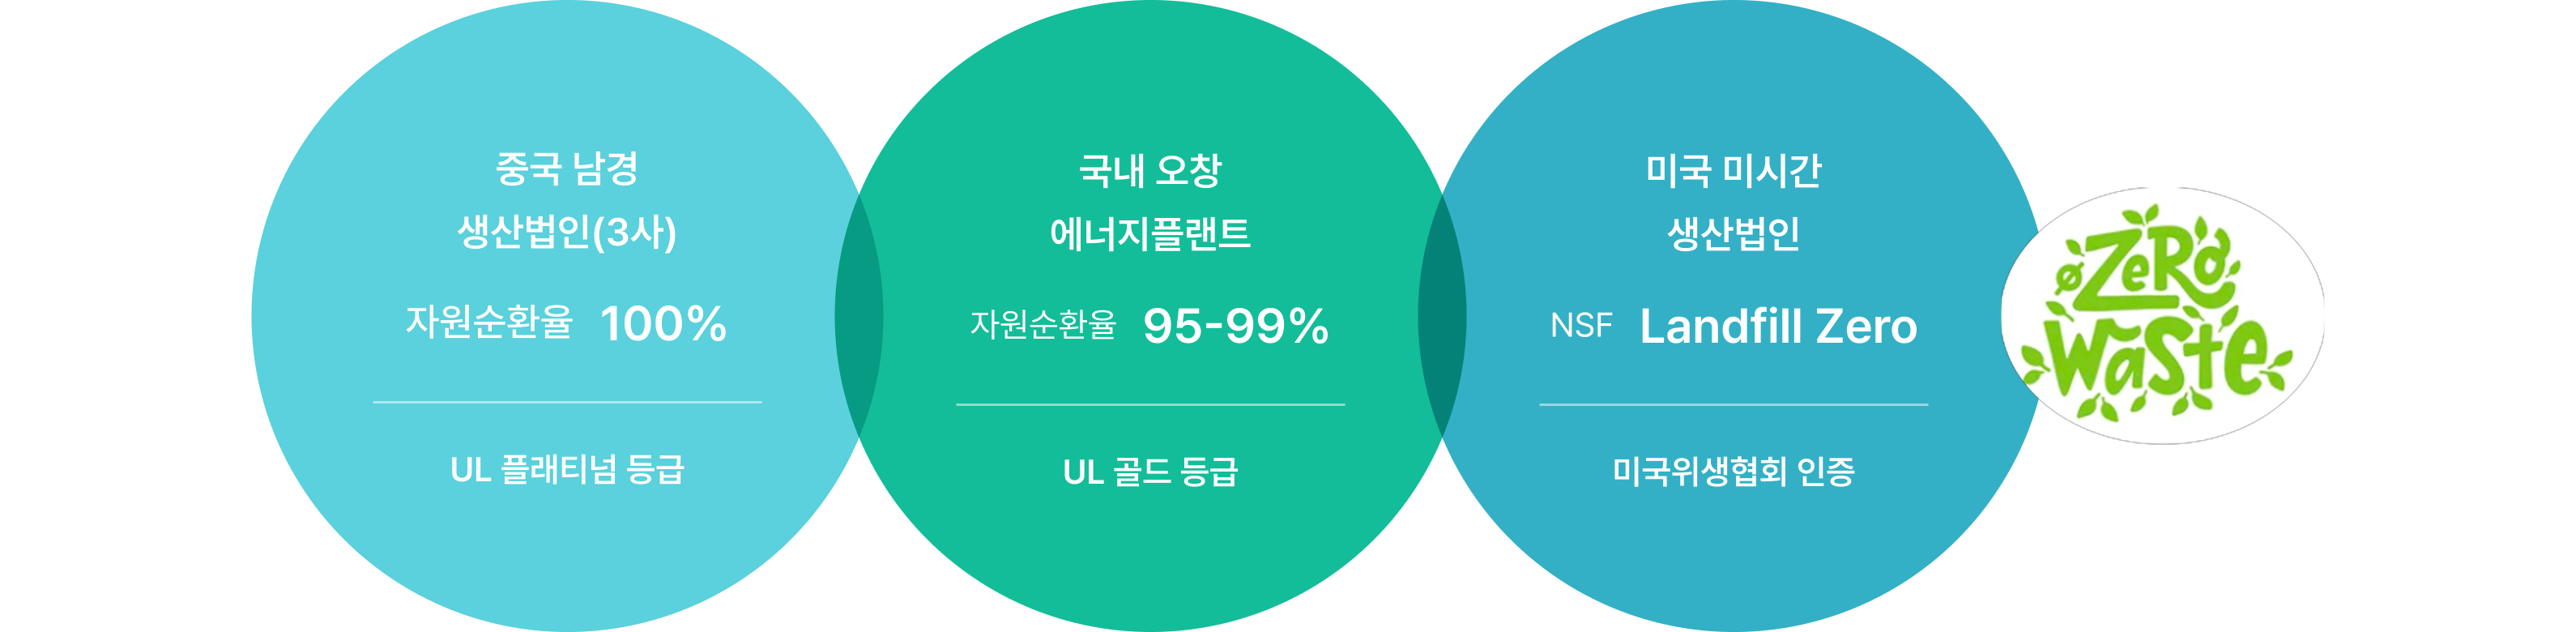 중국 남경
생산법인(3사)
자원순환율 100%
UL 플래티넘 등급
국내 오창
에너지플랜트
자원순환율 95-99%
UL 골드 등급
미국 미시간
생산법인
NSF Landfill Zero
미국위생협회 인증
ZeRo
WaSte